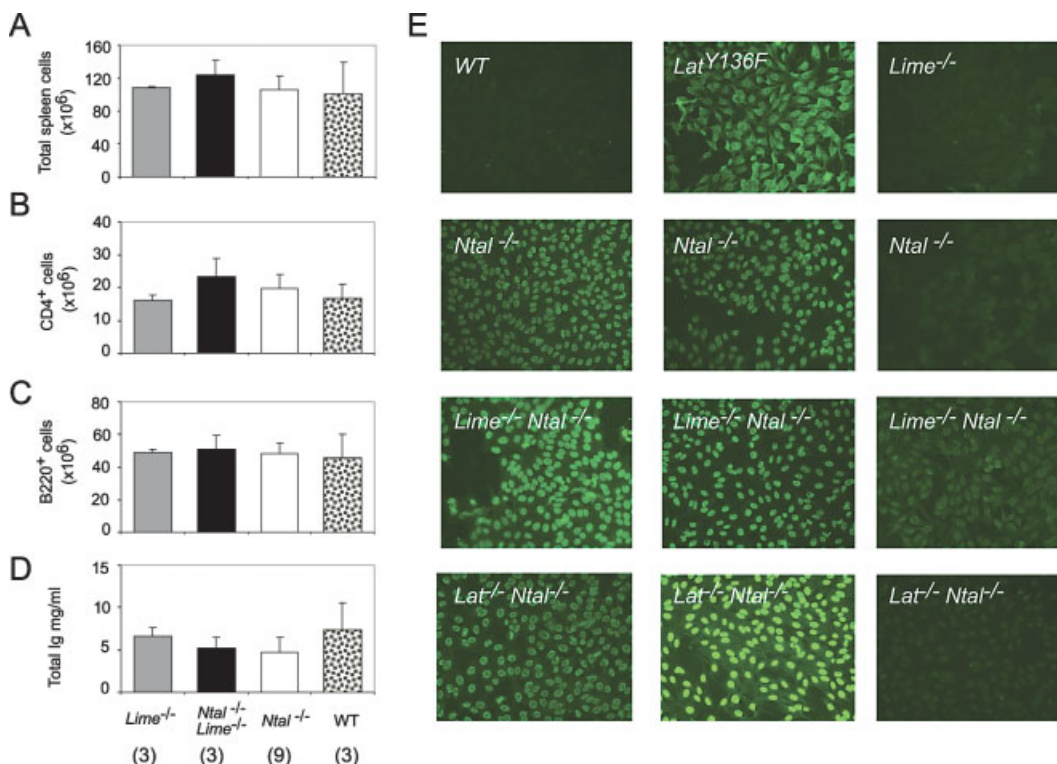 A
Total spleen cells
(x10⁶)
160
120
80
40
0
B
CD4⁺ cells
(x10⁶)
40
30
20
10
0
C
B220⁺ cells
(x10⁶)
80
60
40
20
0
D
Total Ig mg/ml
15
10
5
0
Lime⁻/⁻
Ntal ⁻/⁻
Lime⁻/⁻
Ntal ⁻/⁻
WT
(3)
(3)
(9)
(3)
E
WT
Lat^Y136F
Lime⁻/⁻
Ntal ⁻/⁻
Ntal ⁻/⁻
Ntal ⁻/⁻
Lime⁻/⁻ Ntal ⁻/⁻
Lime⁻/⁻ Ntal ⁻/⁻
Lime⁻/⁻ Ntal ⁻/⁻
Lat⁻/⁻ Ntal⁻/⁻
Lat⁻/⁻ Ntal⁻/⁻
Lat⁻/⁻ Ntal⁻/⁻